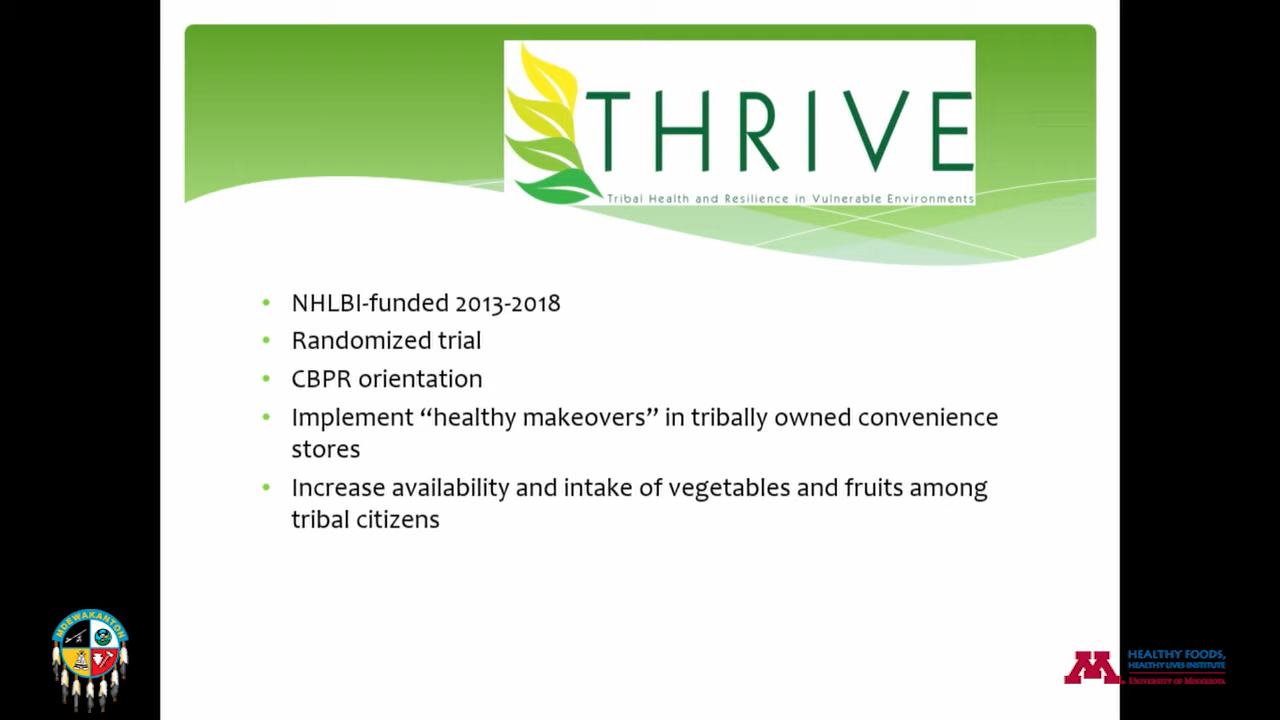 THRIVE
Tribal Health and Resilience in Vulnerable Environments
• NHLBI-funded 2013-2018
• Randomized trial
• CBPR orientation
• Implement “healthy makeovers” in tribally owned convenience
stores
• Increase availability and intake of vegetables and fruits among
tribal citizens
MDEWAKANTON
M
HEALTHY FOODS,
HEALTHY LIVES INSTITUTE
UNIVERSITY OF MINNESOTA